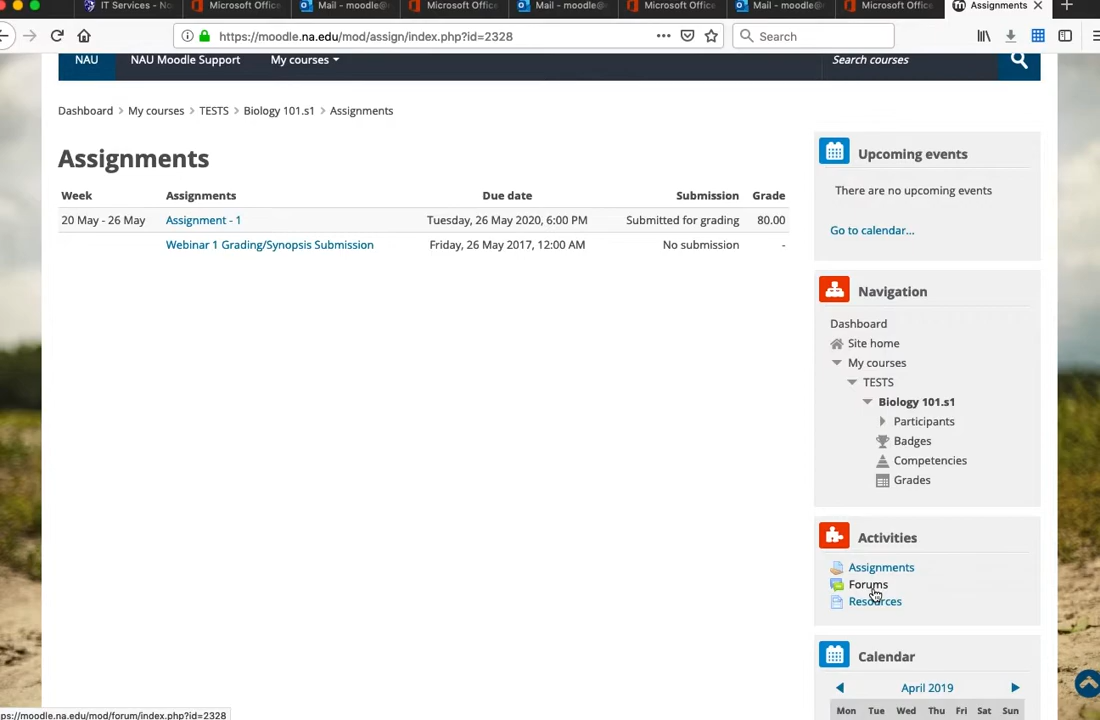 IT Services - No
Microsoft Office
Mail - moodle@
Microsoft Office
Mail - moodle@
Microsoft Office
Mail - moodle@
Microsoft Office
Assignments
https://moodle.na.edu/mod/assign/index.php?id=2328
Search
NAU
NAU Moodle Support
My courses
Search courses
Dashboard > My courses > TESTS > Biology 101.s1 > Assignments
Assignments
Week Assignments Due date Submission Grade
20 May - 26 May Assignment - 1 Tuesday, 26 May 2020, 6:00 PM Submitted for grading 80.00
Webinar 1 Grading/Synopsis Submission Friday, 26 May 2017, 12:00 AM No submission -
Upcoming events
There are no upcoming events
Go to calendar...
Navigation
Dashboard
Site home
My courses
TESTS
Biology 101.s1
Participants
Badges
Competencies
Grades
Activities
Assignments
Forums
Resources
Calendar
April 2019
Mon Tue Wed Thu Fri Sat Sun
ps://moodle.na.edu/mod/forum/index.php?id=2328